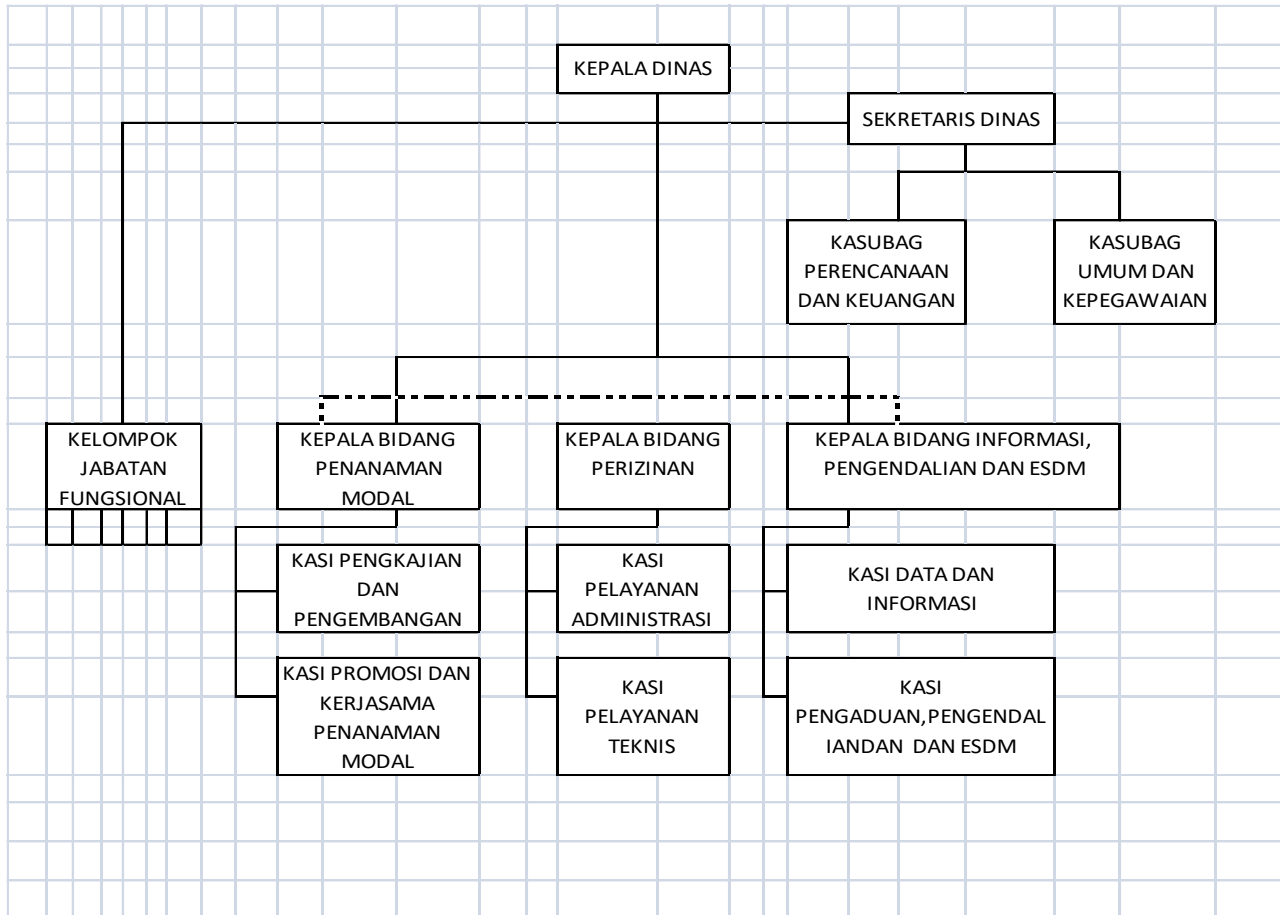 KEPALA DINAS
SEKRETARIS DINAS
KASUBAG
PERENCANAAN
DAN KEUANGAN
KASUBAG
UMUM DAN
KEPEGAWAIAN
KELOMPOK
JABATAN
FUNGSIONAL
KEPALA BIDANG
PENANAMAN
MODAL
KEPALA BIDANG
PERIZINAN
KEPALA BIDANG INFORMASI,
PENGENDALIAN DAN ESDM
KASI PENGKAJIAN
DAN
PENGEMBANGAN
KASI
PELAYANAN
ADMINISTRASI
KASI DATA DAN
INFORMASI
KASI PROMOSI DAN
KERJASAMA
PENANAMAN
MODAL
KASI
PELAYANAN
TEKNIS
KASI
PENGADUAN,PENGENDAL
IANDAN  DAN ESDM